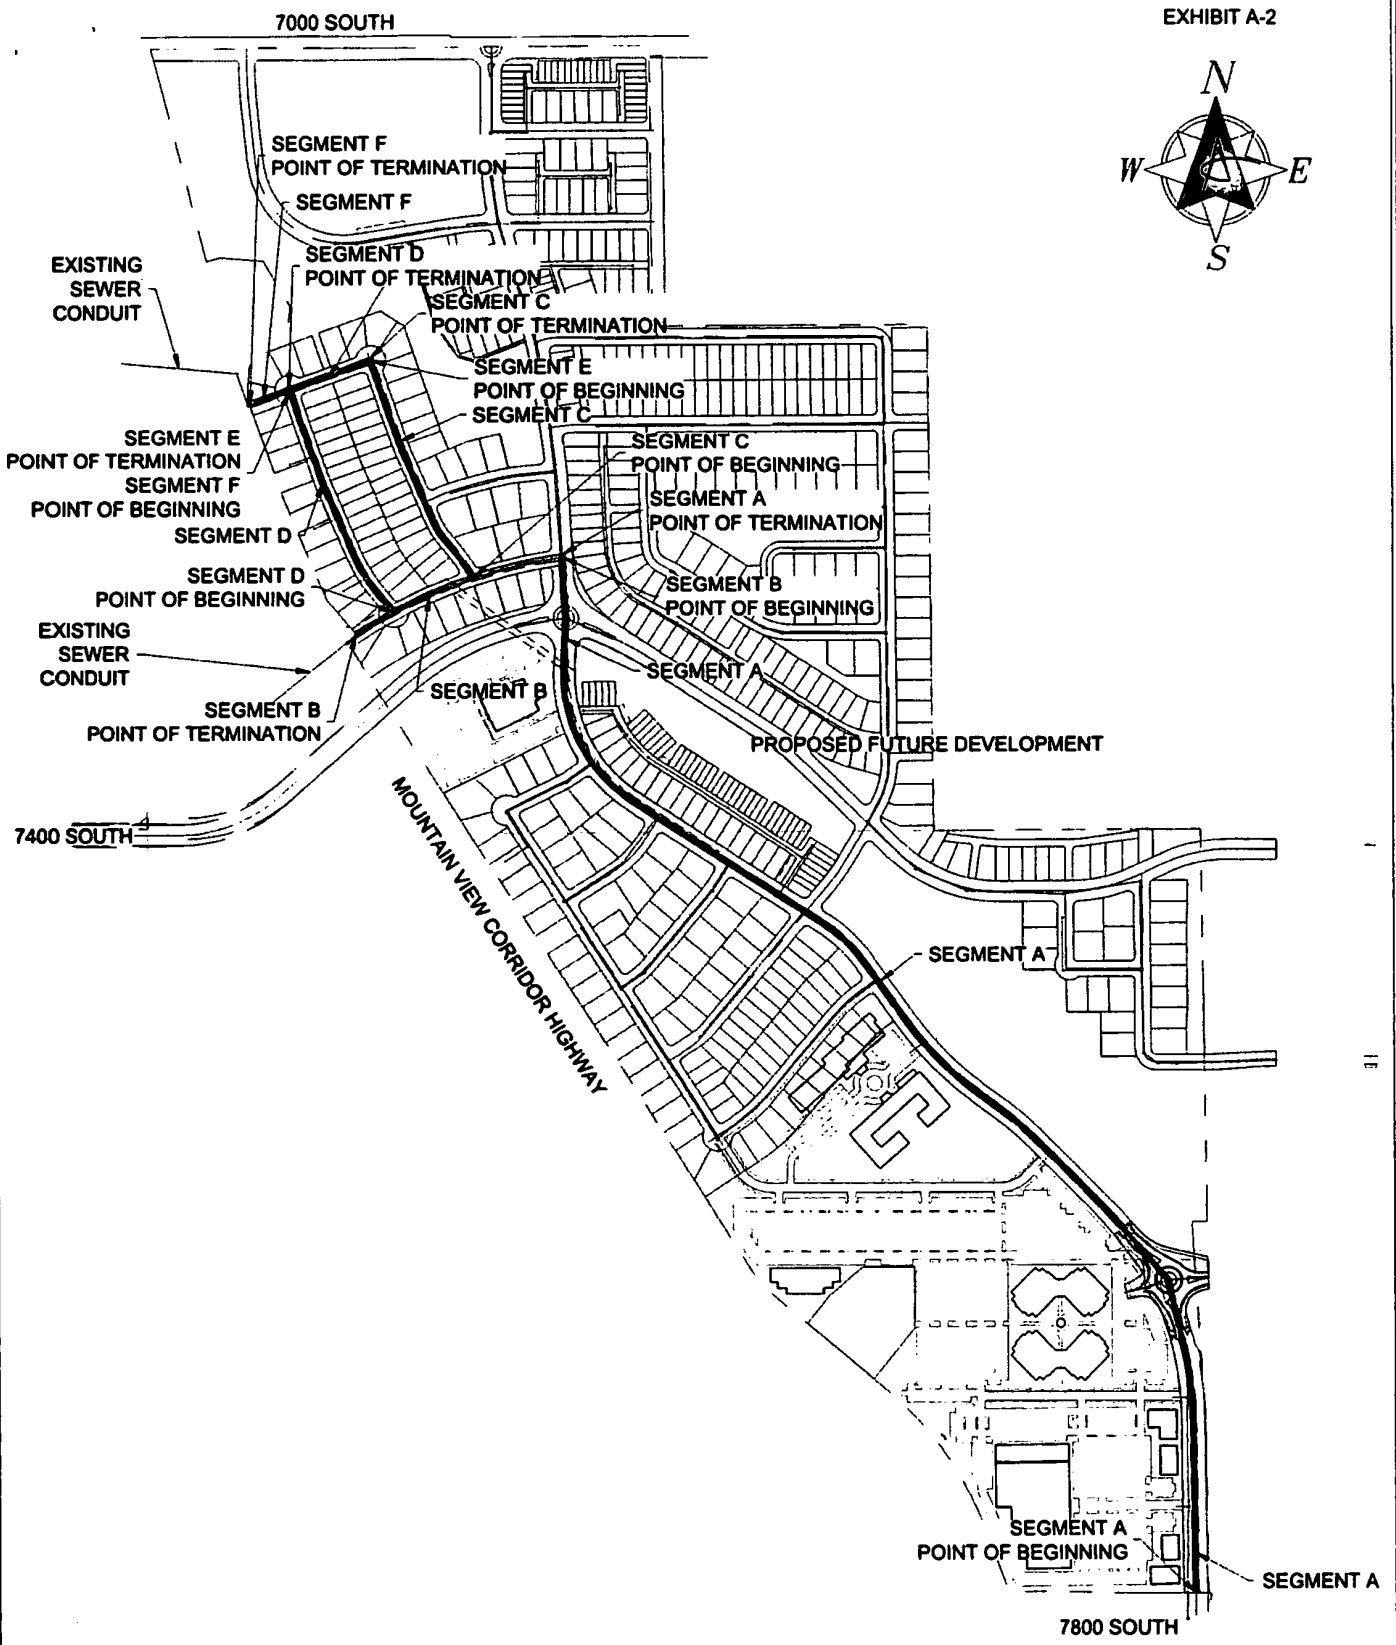 7000 SOUTH
EXHIBIT A-2
N
W
E
S
SEGMENT F
POINT OF TERMINATION
SEGMENT F
EXISTING
SEWER
CONDUIT
SEGMENT D
POINT OF TERMINATION
SEGMENT C
POINT OF TERMINATION
SEGMENT E
POINT OF BEGINNING
SEGMENT C
SEGMENT E
POINT OF TERMINATION
SEGMENT F
POINT OF BEGINNING
SEGMENT D
SEGMENT C
POINT OF BEGINNING
SEGMENT A
POINT OF TERMINATION
SEGMENT D
POINT OF BEGINNING
SEGMENT B
POINT OF BEGINNING
EXISTING
SEWER
CONDUIT
SEGMENT A
SEGMENT B
SEGMENT B
POINT OF TERMINATION
PROPOSED FUTURE DEVELOPMENT
7400 SOUTH
MOUNTAIN VIEW CORRIDOR HIGHWAY
SEGMENT A
SEGMENT A
POINT OF BEGINNING
SEGMENT A
7800 SOUTH